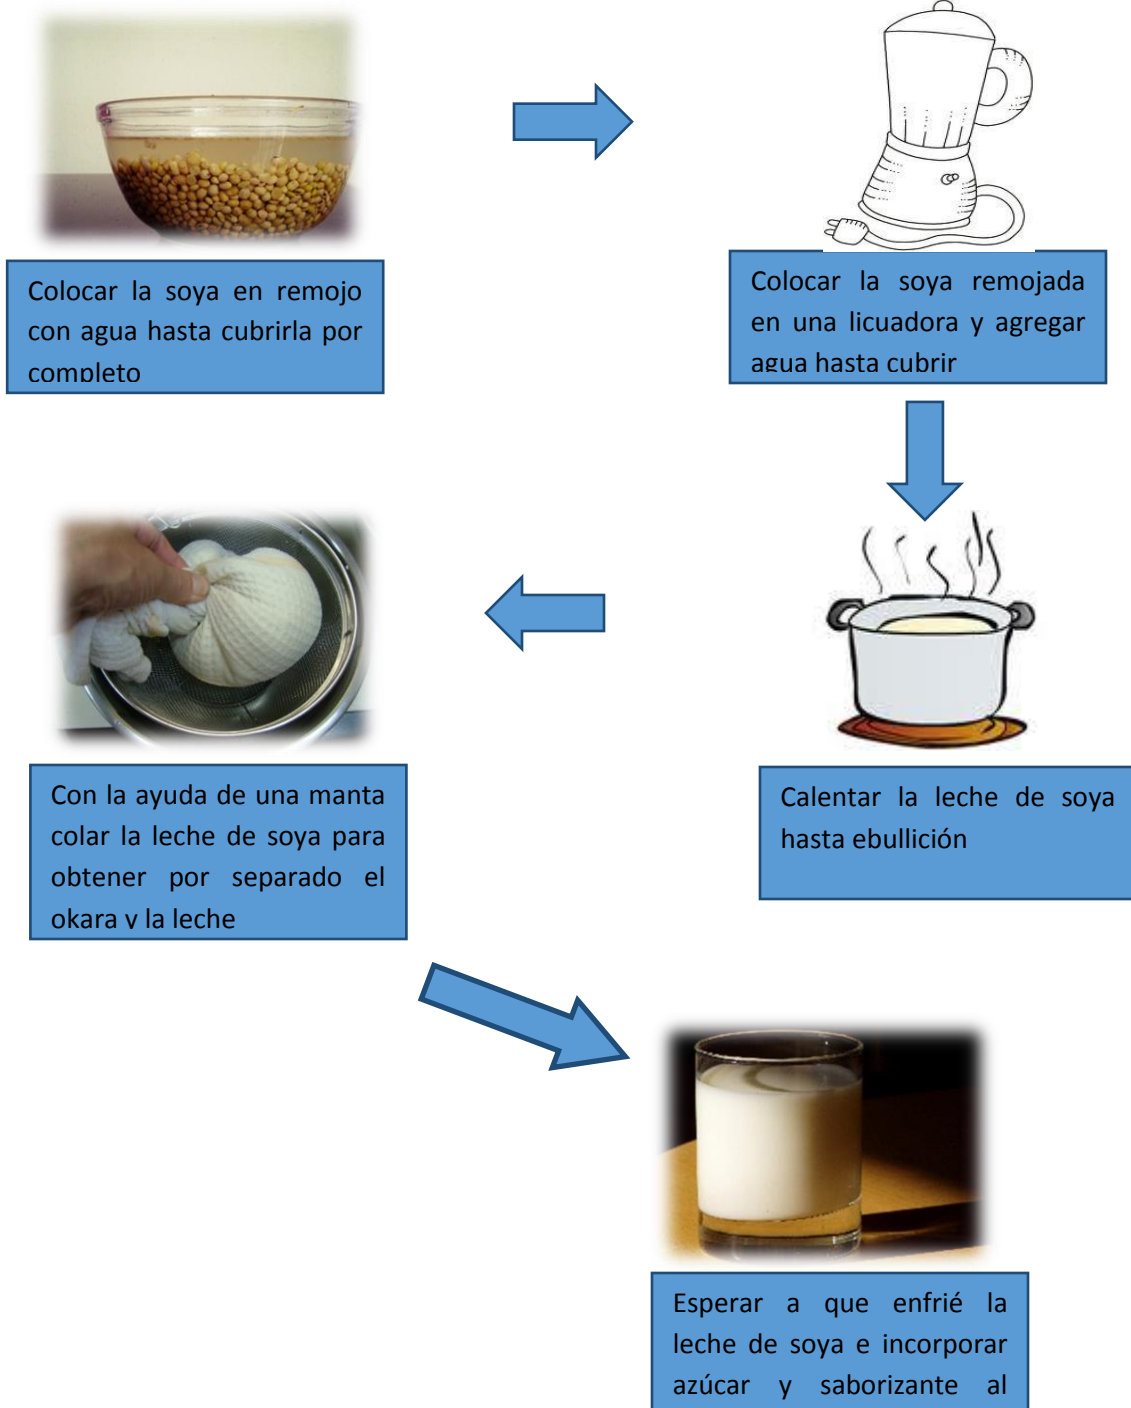 Colocar la soya en remojo
con agua hasta cubrirla por
completo
Colocar la soya remojada
en una licuadora y agregar
agua hasta cubrir
Calentar la leche de soya
hasta ebullición
Con la ayuda de una manta
colar la leche de soya para
obtener por separado el
okara y la leche
Esperar a que enfrié la
leche de soya e incorporar
azúcar y saborizante al